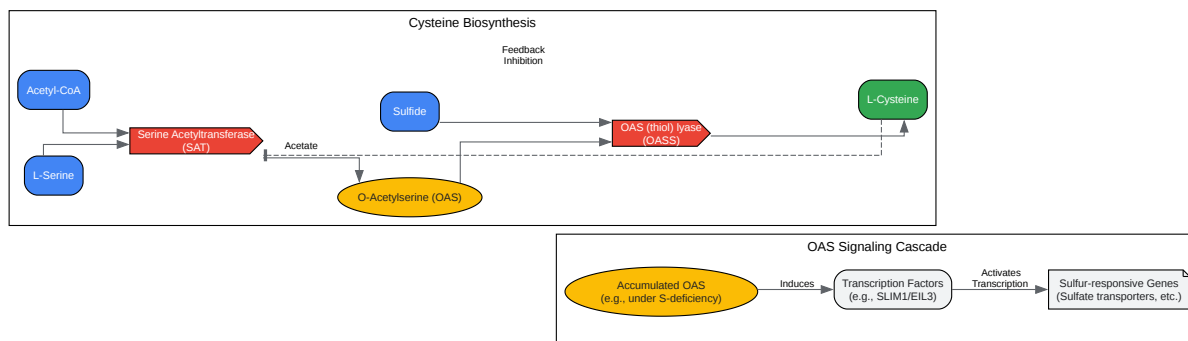 Cysteine Biosynthesis
Feedback
Inhibition
Acetyl-CoA
L-Cysteine
Sulfide
Serine Acetyltransferase
(SAT)
OAS (thiol) lyase
(OASS)
Acetate
L-Serine
O-Acetylserine (OAS)
OAS Signaling Cascade
Accumulated OAS
(e.g., under S-deficiency)
Induces
Transcription Factors
(e.g., SLIM1/EIL3)
Activates
Transcription
Sulfur-responsive Genes
(Sulfate transporters, etc.)